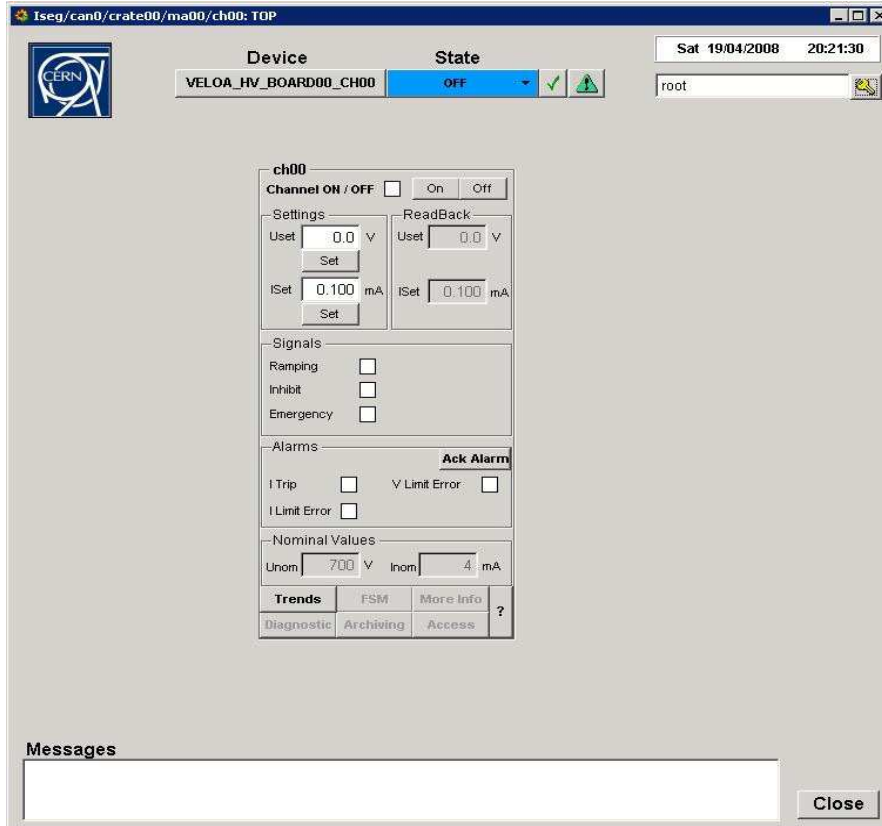 Iseg/can0/crate00/ma00/ch00: TOP
CERN
Device State
VELOA_HV_BOARD00_CH00 OFF
Sat 19/04/2008 20:21:30
root
ch00
Channel ON / OFF On Off
Settings ReadBack
Uset 0.0 V Uset 0.0 V
Set
ISet 0.100 mA ISet 0.100 mA
Set
Signals
Ramping
Inhibit
Emergency
Alarms
Ack Alarm
I Trip V Limit Error
I Limit Error
Nominal Values
Unom 700 V Inom 4 mA
Trends FSM More Info ?
Diagnostic Archiving Access
Messages
Close